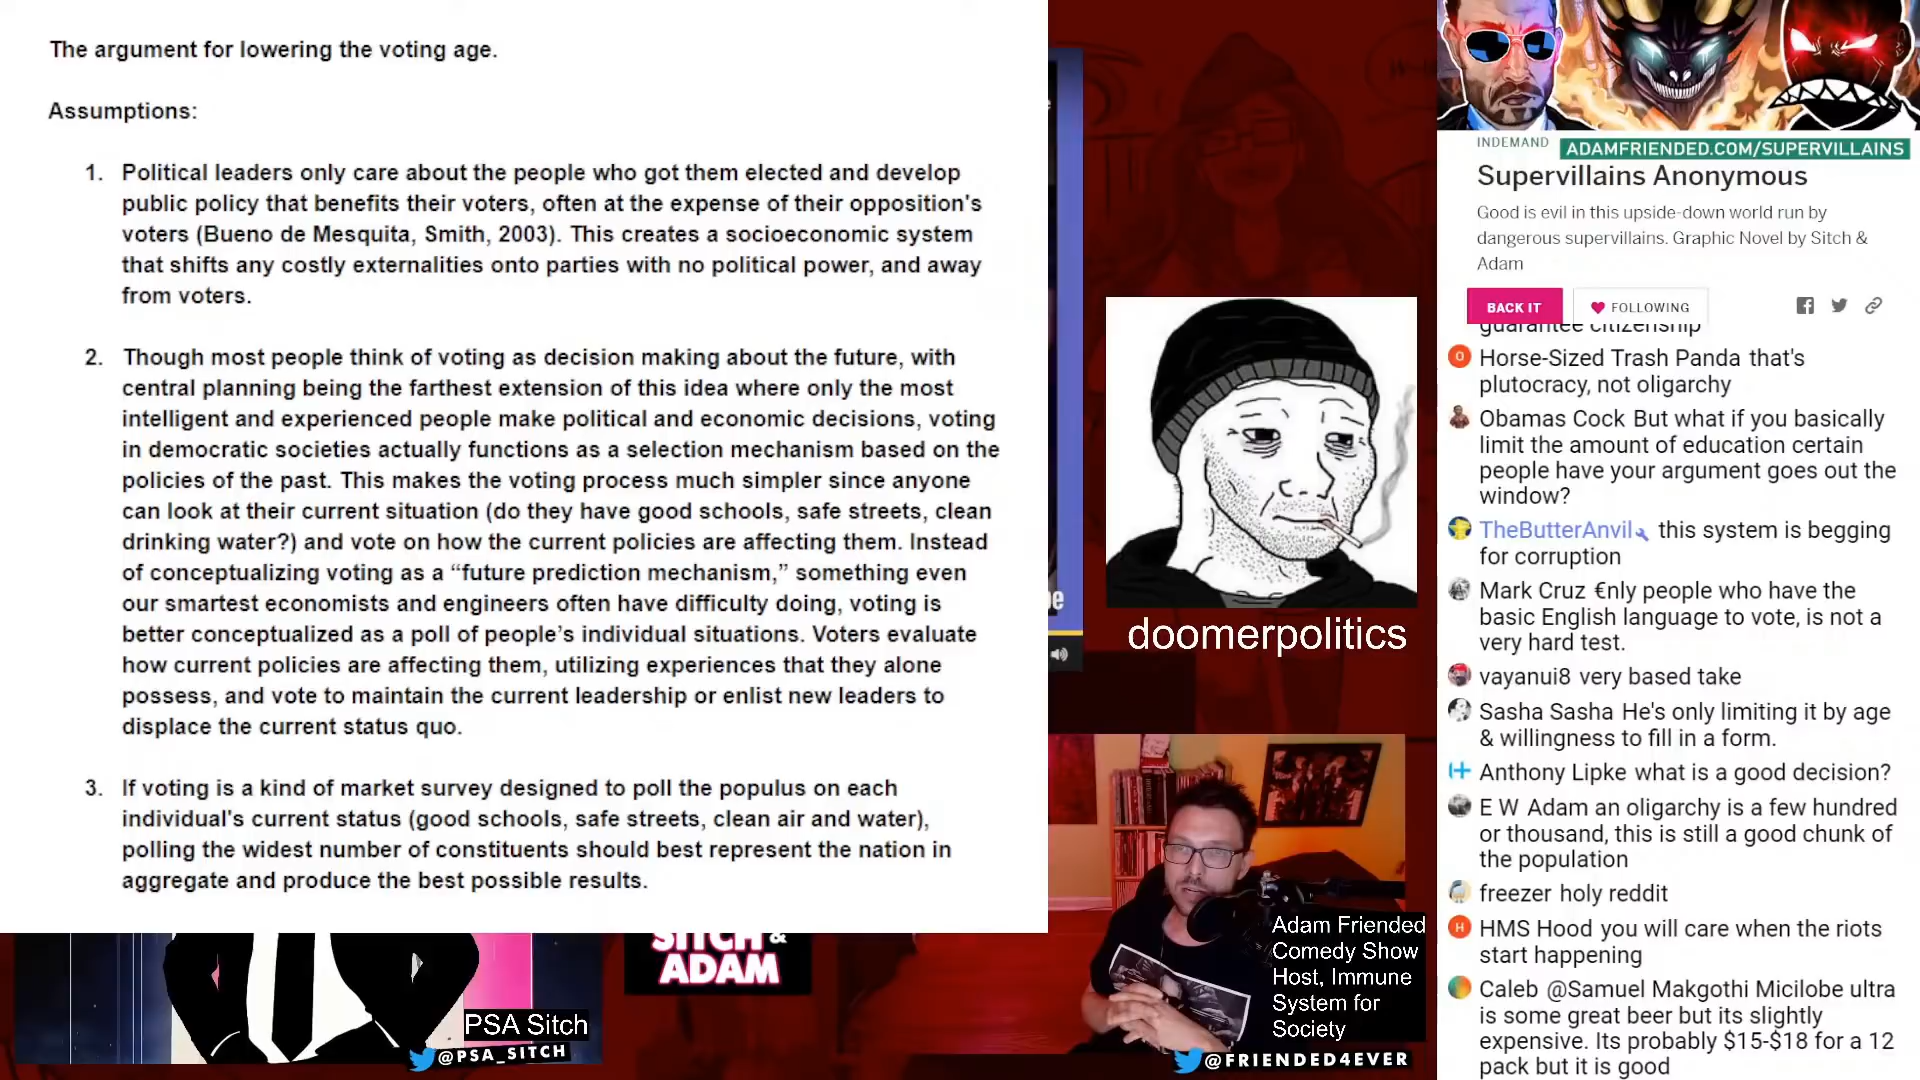 The argument for lowering the voting age.
Assumptions:
1. Political leaders only care about the people who got them elected and develop
public policy that benefits their voters, often at the expense of their opposition's
voters (Bueno de Mesquita, Smith, 2003). This creates a socioeconomic system
that shifts any costly externalities onto parties with no political power, and away
from voters.
2. Though most people think of voting as decision making about the future, with
central planning being the farthest extension of this idea where only the most
intelligent and experienced people make political and economic decisions, voting
in democratic societies actually functions as a selection mechanism based on the
policies of the past. This makes the voting process much simpler since anyone
can look at their current situation (do they have good schools, safe streets, clean
drinking water?) and vote on how the current policies are affecting them. Instead
of conceptualizing voting as a “future prediction mechanism,” something even
our smartest economists and engineers often have difficulty doing, voting is
better conceptualized as a poll of people’s individual situations. Voters evaluate
how current policies are affecting them, utilizing experiences that they alone
possess, and vote to maintain the current leadership or enlist new leaders to
displace the current status quo.
3. If voting is a kind of market survey designed to poll the populus on each
individual's current status (good schools, safe streets, clean air and water),
polling the widest number of constituents should best represent the nation in
aggregate and produce the best possible results.
doomerpolitics
SITCH &
ADAM
PSA Sitch
@PSA_SITCH
Adam Friended
Comedy Show
Host, Immune
System for
Society
@FRIENDED4EVER
INDEMAND
ADAMFRIENDED.COM/SUPERVILLAINS
Supervillains Anonymous
Good is evil in this upside-down world run by
dangerous supervillains. Graphic Novel by Sitch &
Adam
BACK IT
FOLLOWING
guarantee citizenship
Horse-Sized Trash Panda that's
plutocracy, not oligarchy
Obamas Cock But what if you basically
limit the amount of education certain
people have your argument goes out the
window?
TheButterAnvil this system is begging
for corruption
Mark Cruz €nly people who have the
basic English language to vote, is not a
very hard test.
vayanui8 very based take
Sasha Sasha He's only limiting it by age
& willingness to fill in a form.
Anthony Lipke what is a good decision?
E W Adam an oligarchy is a few hundred
or thousand, this is still a good chunk of
the population
freezer holy reddit
HMS Hood you will care when the riots
start happening
Caleb @Samuel Makgothi Micilobe ultra
is some great beer but its slightly
expensive. Its probably $15-$18 for a 12
pack but it is good